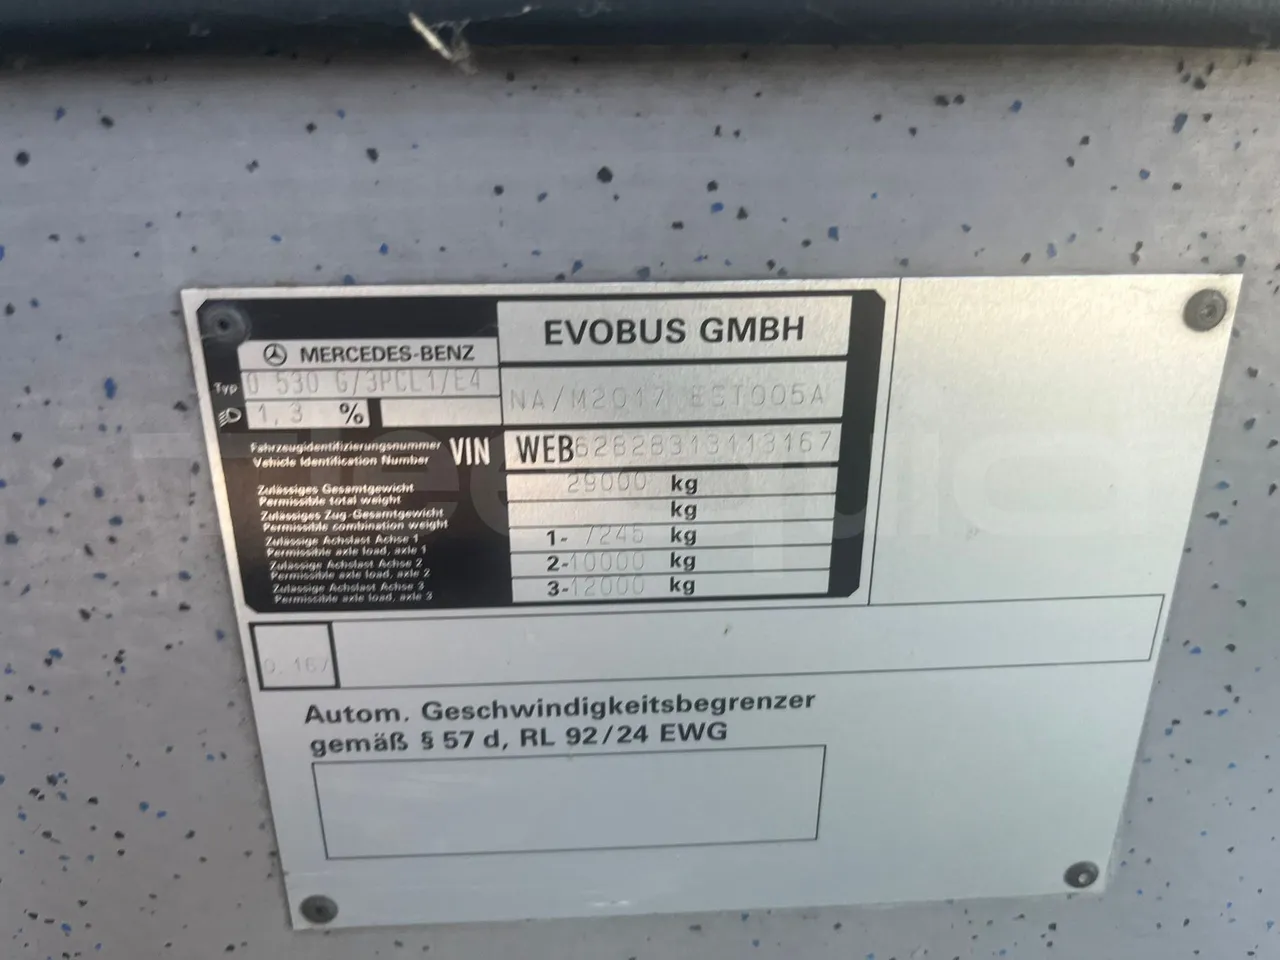 EVOBUS GMBH
MERCEDES-BENZ
Typ 0 530 G/3PCL1/E4
NA/M2017 EST005A
1,3 %
Fahrzeugidentifizierungsnummer
Vehicle Identification Number
VIN WEB62828313113167
Zulässiges Gesamtgewicht
Permissible total weight
29000 kg
Zulässiges Zug-Gesamtgewicht
Permissible combination weight
kg
Zulässige Achslast Achse 1
Permissible axle load, axle 1
1- 7245 kg
Zulässige Achslast Achse 2
Permissible axle load, axle 2
2-10000 kg
Zulässige Achslast Achse 3
Permissible axle load, axle 3
3-12000 kg
0.167
Autom. Geschwindigkeitsbegrenzer
gemäß § 57 d, RL 92/24 EWG